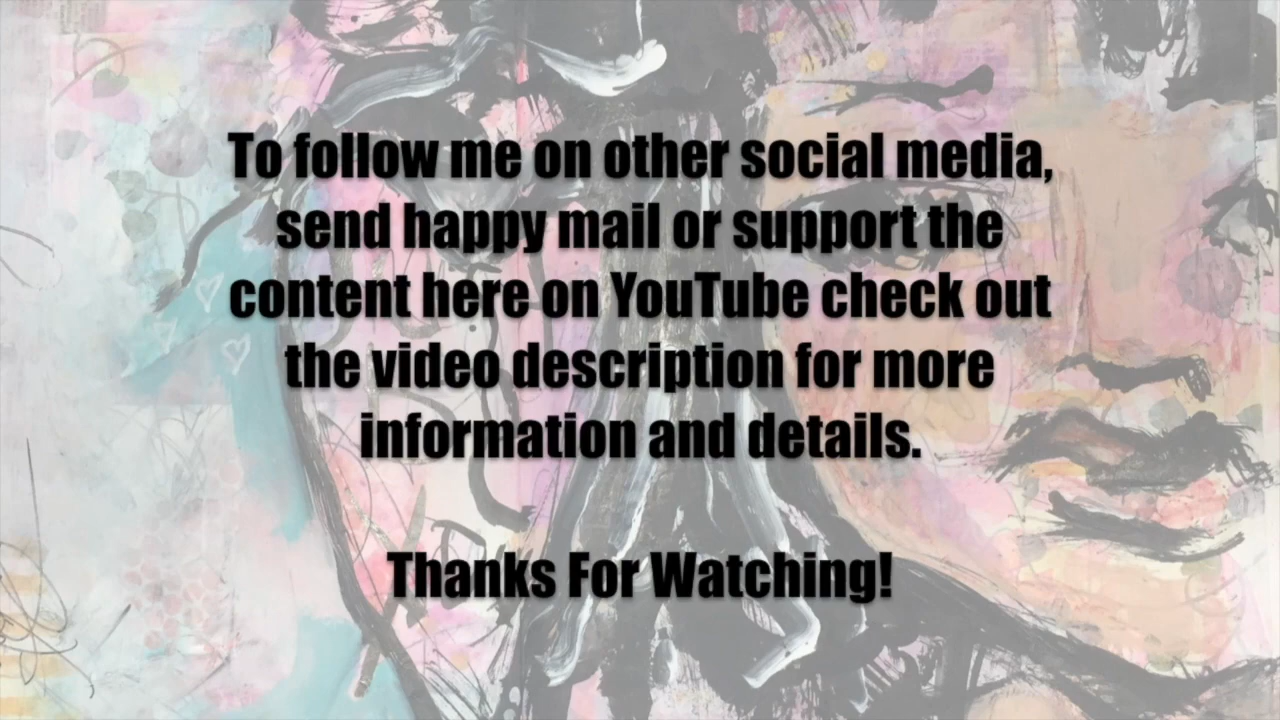 To follow me on other social media,
send happy mail or support the
content here on YouTube check out
the video description for more
information and details.
Thanks For Watching!